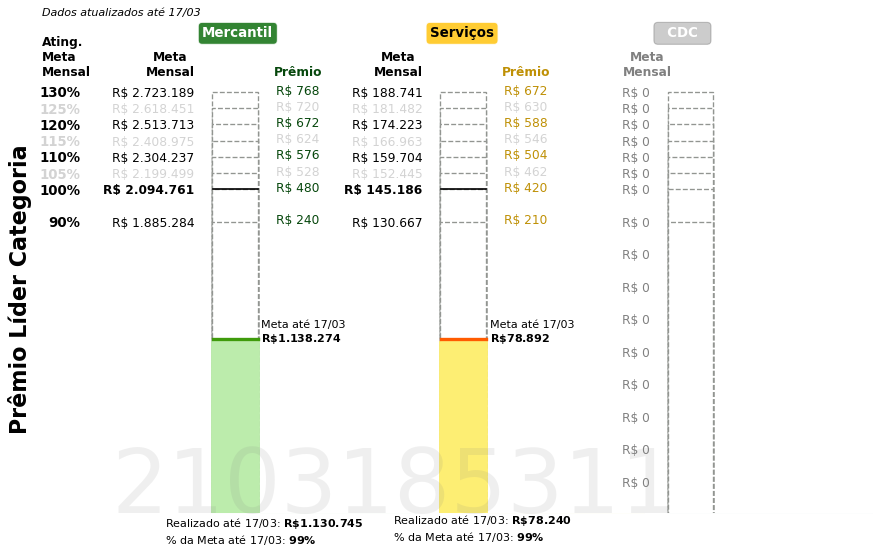 Dados atualizados até 17/03
Mercantil Serviços CDC
Ating. Meta Mensal Meta Mensal Prêmio Meta Mensal Prêmio Meta Mensal
130% R$ 2.723.189 R$ 768 R$ 188.741 R$ 672 R$ 0
125% R$ 2.618.451 R$ 720 R$ 181.482 R$ 630 R$ 0
120% R$ 2.513.713 R$ 672 R$ 174.223 R$ 588 R$ 0
115% R$ 2.408.975 R$ 624 R$ 166.963 R$ 546 R$ 0
110% R$ 2.304.237 R$ 576 R$ 159.704 R$ 504 R$ 0
105% R$ 2.199.499 R$ 528 R$ 152.445 R$ 462 R$ 0
100% R$ 2.094.761 R$ 480 R$ 145.186 R$ 420 R$ 0
90% R$ 1.885.284 R$ 240 R$ 130.667 R$ 210 R$ 0
R$ 0
R$ 0
R$ 0
R$ 0
R$ 0
R$ 0
R$ 0
R$ 0
Meta até 17/03 Meta até 17/03
R$1.138.274 R$78.892
Prêmio Líder Categoria
2103185311
Realizado até 17/03: R$1.130.745 Realizado até 17/03: R$78.240
% da Meta até 17/03: 99% % da Meta até 17/03: 99%